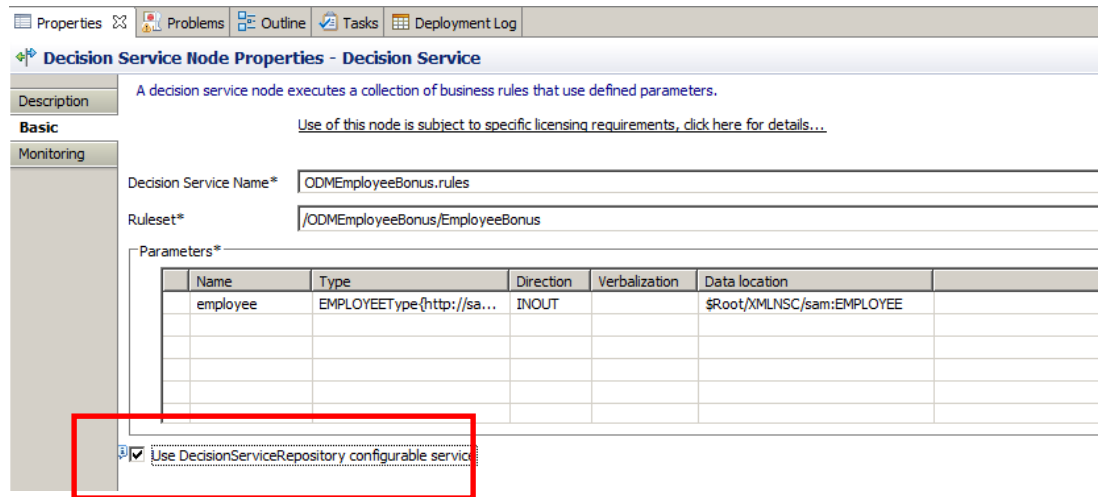 Properties Problems Outline Tasks Deployment Log
Decision Service Node Properties - Decision Service
Description
Basic
Monitoring
A decision service node executes a collection of business rules that use defined parameters.
Use of this node is subject to specific licensing requirements, click here for details...
Decision Service Name* ODMEmployeeBonus.rules
Ruleset* /ODMEmployeeBonus/EmployeeBonus
Parameters*
Name Type Direction Verbalization Data location
employee EMPLOYEEType{http://sa... INOUT $Root/XMLNSC/sam:EMPLOYEE
Use DecisionServiceRepository configurable service